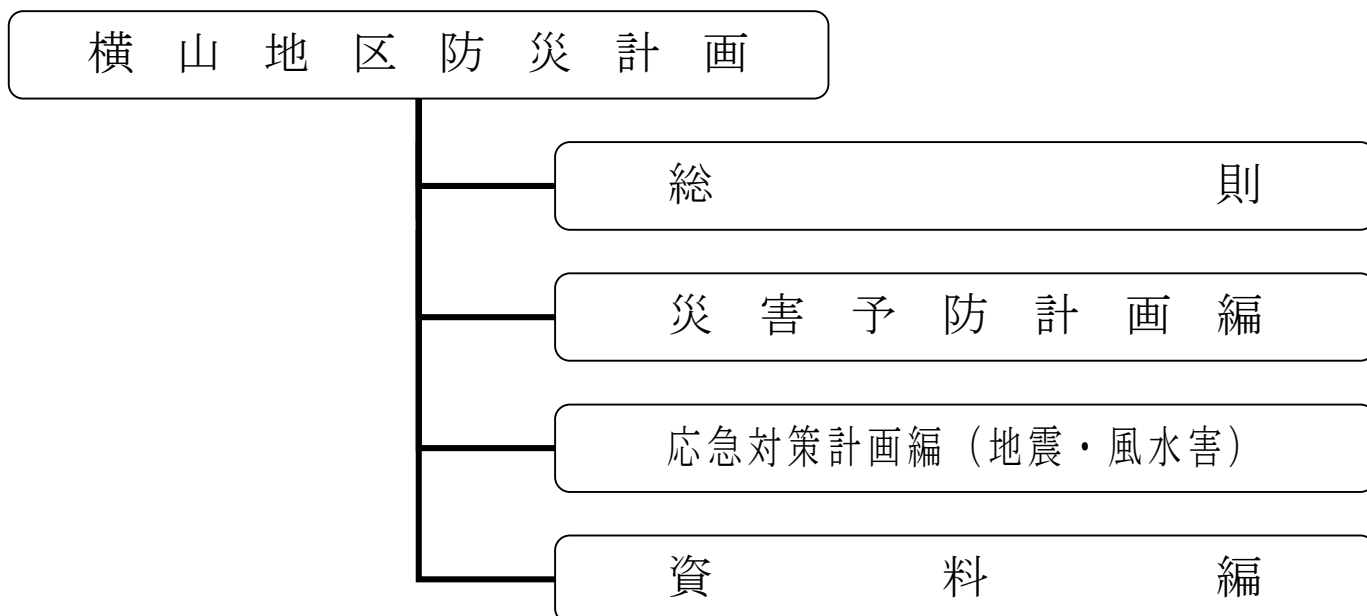 横山地区防災計画
総則
災害予防計画編
応急対策計画編（地震・風水害）
資料編